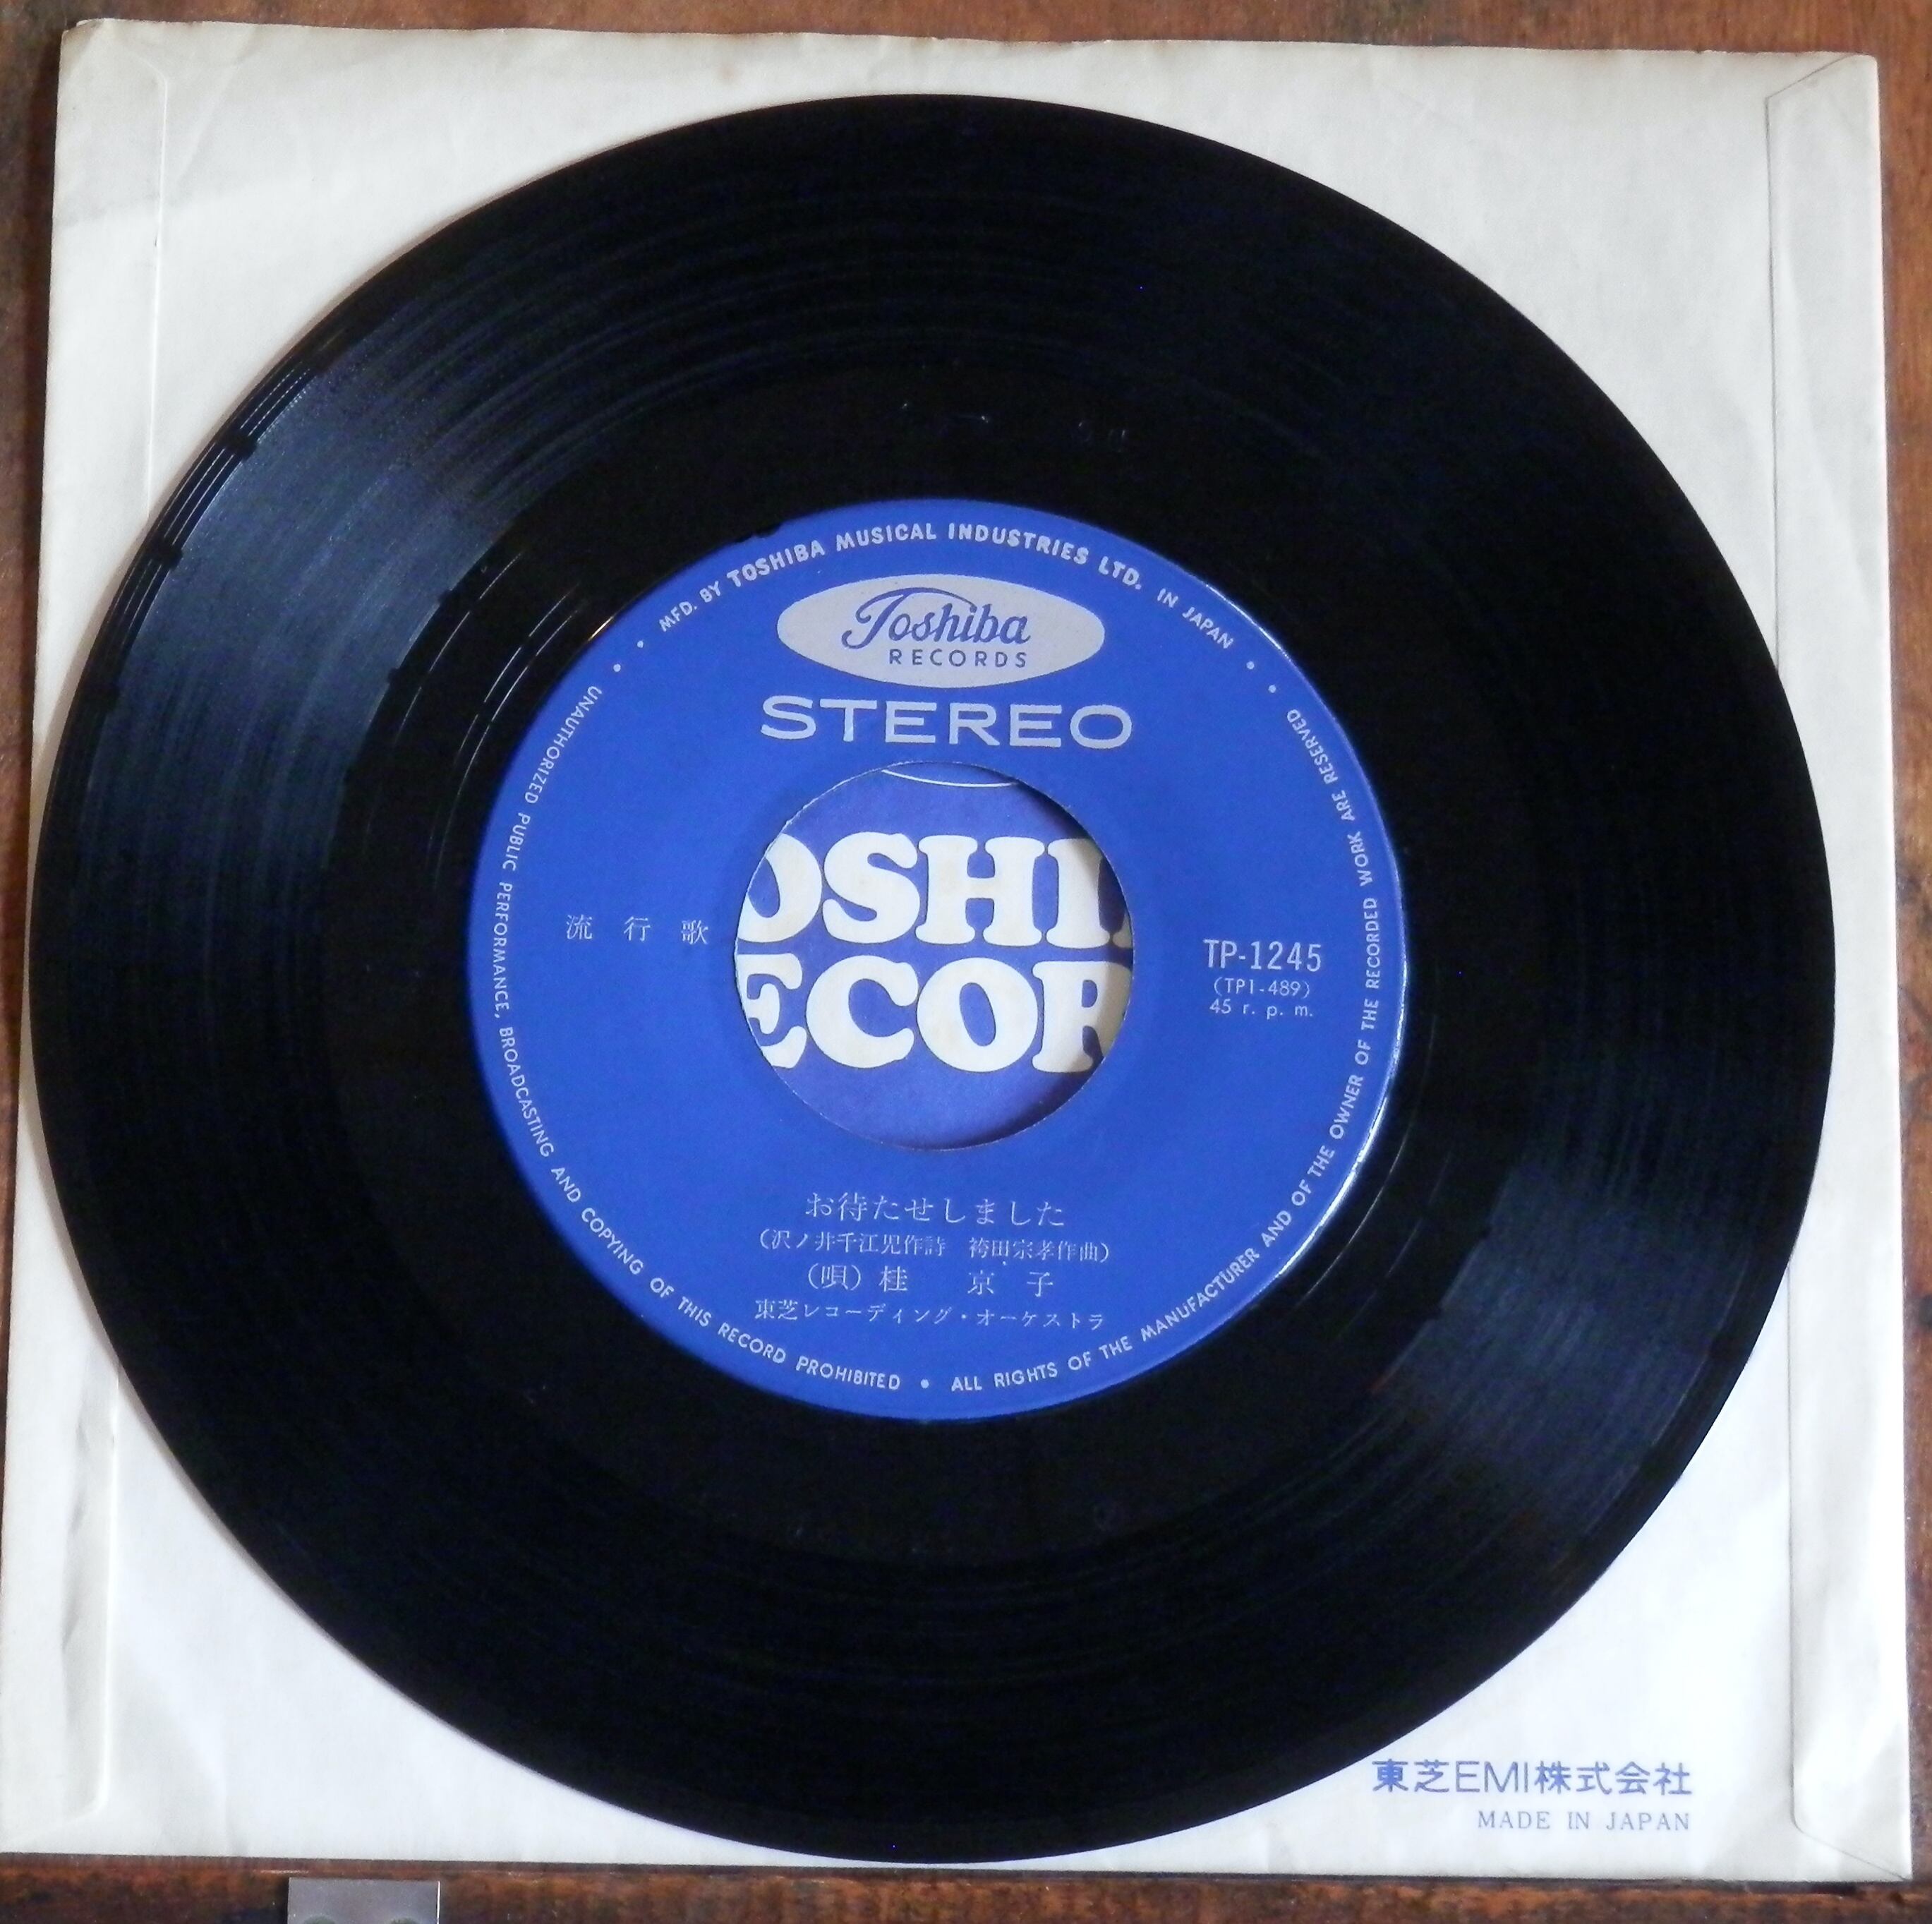 MFD. BY TOSHIBA MUSICAL INDUSTRIES LTD. IN JAPAN
Toshiba
RECORDS
STEREO
OSHI
ECOR
流行歌
TP-1245
(TP1-489)
45 r. p. m.
お待たせしました
(沢ノ井千江児作詩 袴田宗孝作曲)
(唄) 桂 京子
東芝レコーディング・オーケストラ
UNAUTHORIZED PUBLIC PERFORMANCE, BROADCASTING AND COPYING OF THIS RECORD PROHIBITED • ALL RIGHTS OF THE MANUFACTURER AND OF THE OWNER OF THE RECORDED WORK ARE RESERVED
東芝EMI株式会社
MADE IN JAPAN